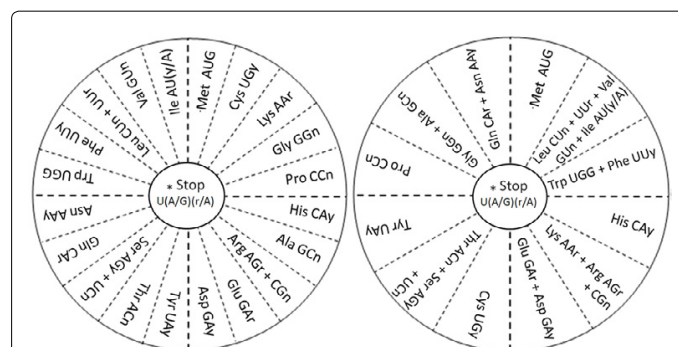 Ile AU(y/A)
·Met AUG
Cys UGy
Lys AAr
Gly GGn
Pro CCn
His CAy
Ala GCn
Arg AGr + CGn
Glu GAr
Asp GAy
Tyr UAy
Thr ACn
Ser AGy + UCn
Gln CAy
Asn AAy
Trp UGG
Phe UUy
Leu CUn + UUr
Val GUn
* Stop
U(A/G)(r/A)
Gln CAr + Asn AAy
·Met AUG
Leu CUn + UUr + Val
GUn + Ile AU(y/A)
Trp UGG + Phe UUy
His CAy
Lys AAr + Arg AGr
+ CGn
Glu GAr + Asp GAy
Cys UGy
Thr ACn + Ser AGy
+ UCn
Tyr UAy
Pro CCn
Gly GGn + Ala GCn
* Stop
U(A/G)(r/A)